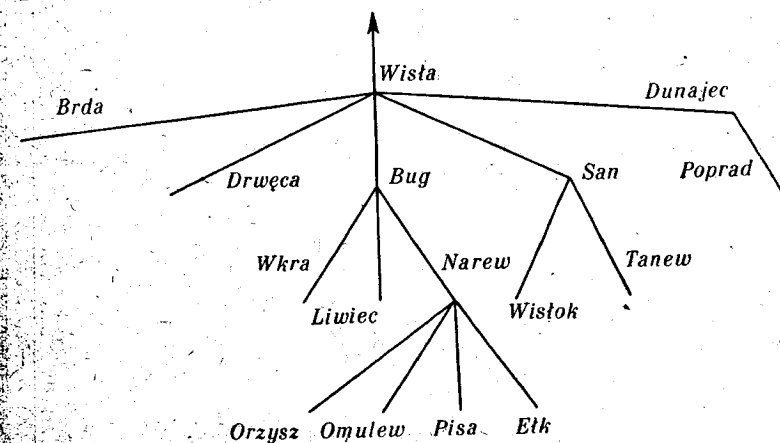 Wisła
Brda
Dunajec
Drwęca
Bug
San
Poprad
Wkra
Narew
Tanew
Liwiec
Wisłok
Orzysz Omulew Pisa Ełk